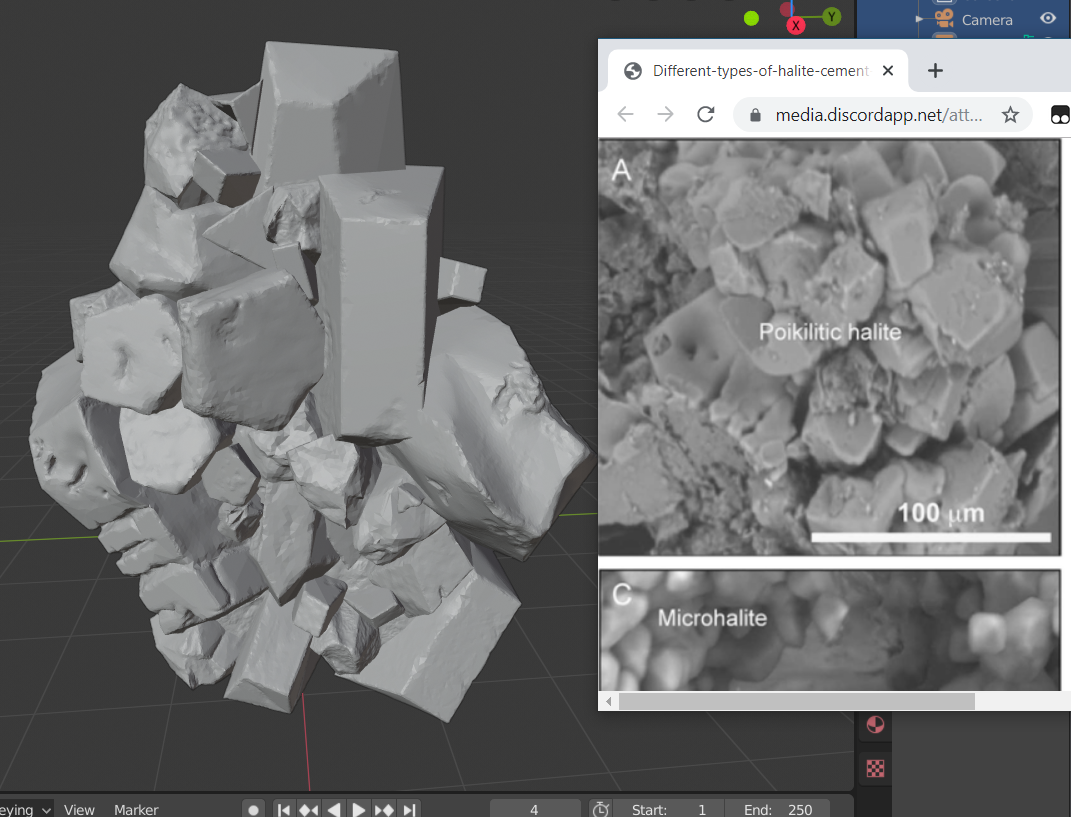 Y
X
Camera
Different-types-of-halite-cement
media.discordapp.net/att...
A
Poikilitic halite
100 μm
C
Microhalite
eying View Marker 4 Start: 1 End: 250